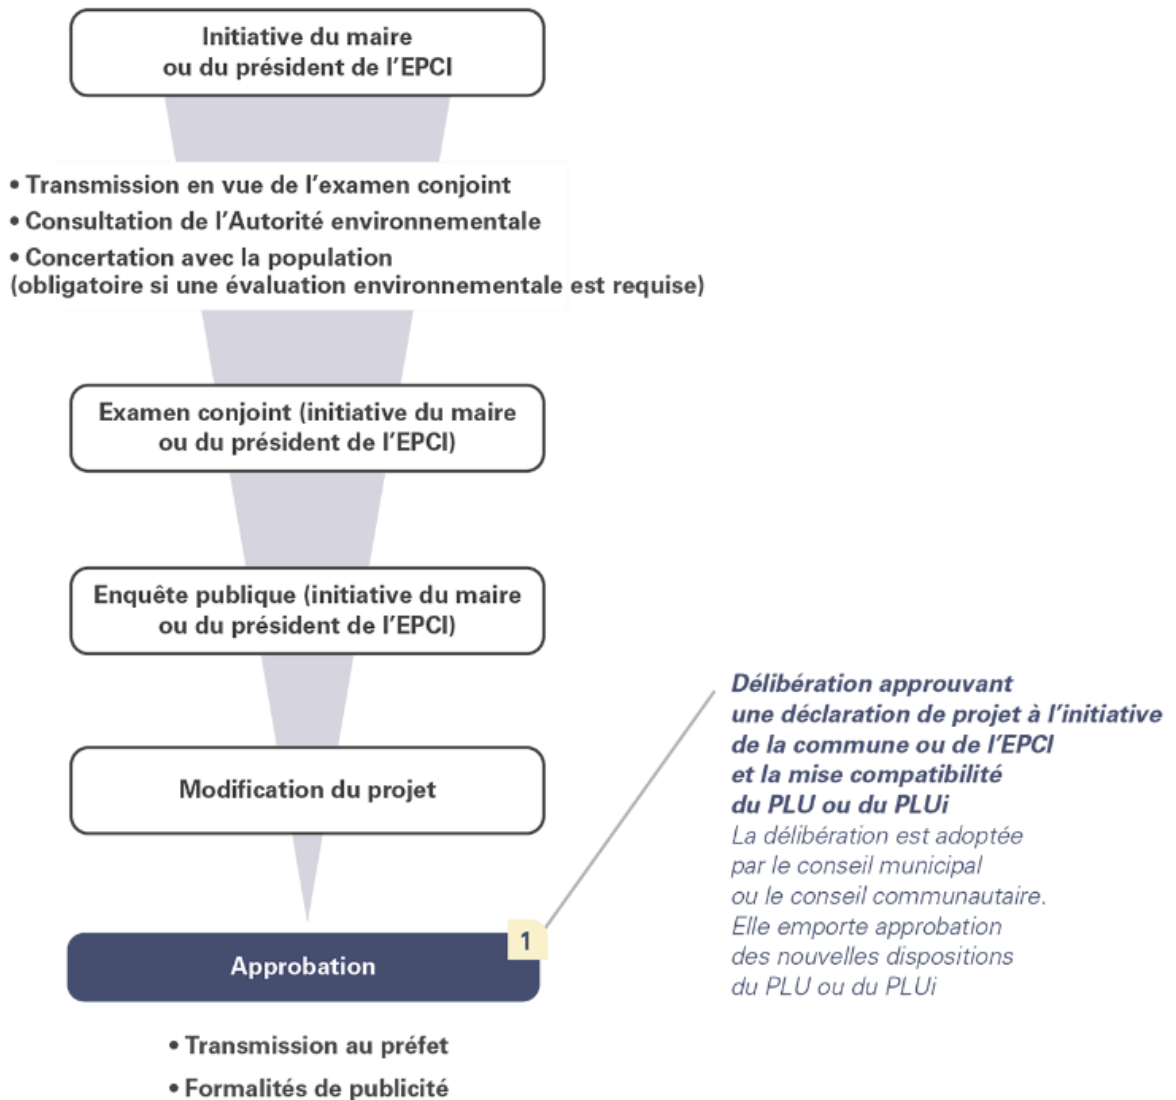 Initiative du maire
ou du président de l'EPCI
• Transmission en vue de l'examen conjoint
• Consultation de l'Autorité environnementale
• Concertation avec la population
(obligatoire si une évaluation environnementale est requise)
Examen conjoint (initiative du maire
ou du président de l'EPCI)
Enquête publique (initiative du maire
ou du président de l'EPCI)
Modification du projet
Approbation
1
Délibération approuvant
une déclaration de projet à l'initiative
de la commune ou de l'EPCI
et la mise compatibilité
du PLU ou du PLUi
La délibération est adoptée
par le conseil municipal
ou le conseil communautaire.
Elle emporte approbation
des nouvelles dispositions
du PLU ou du PLUi
• Transmission au préfet
• Formalités de publicité